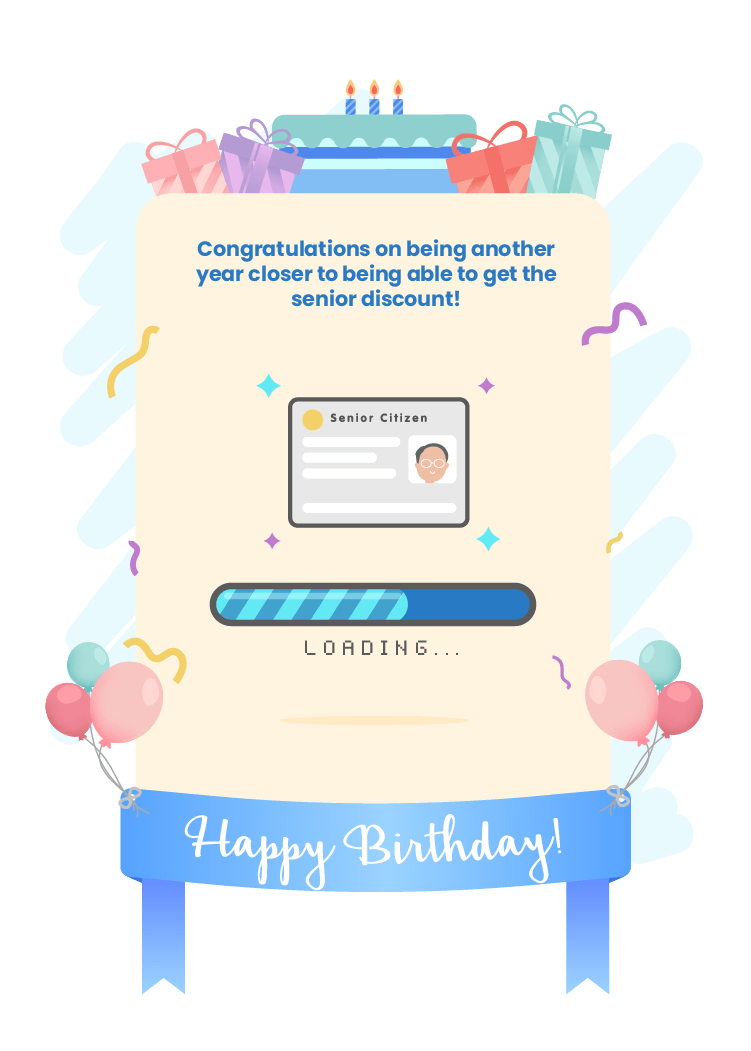 Congratulations on being another
year closer to being able to get the
senior discount!
Senior Citizen
LOADING...
Happy Birthday!